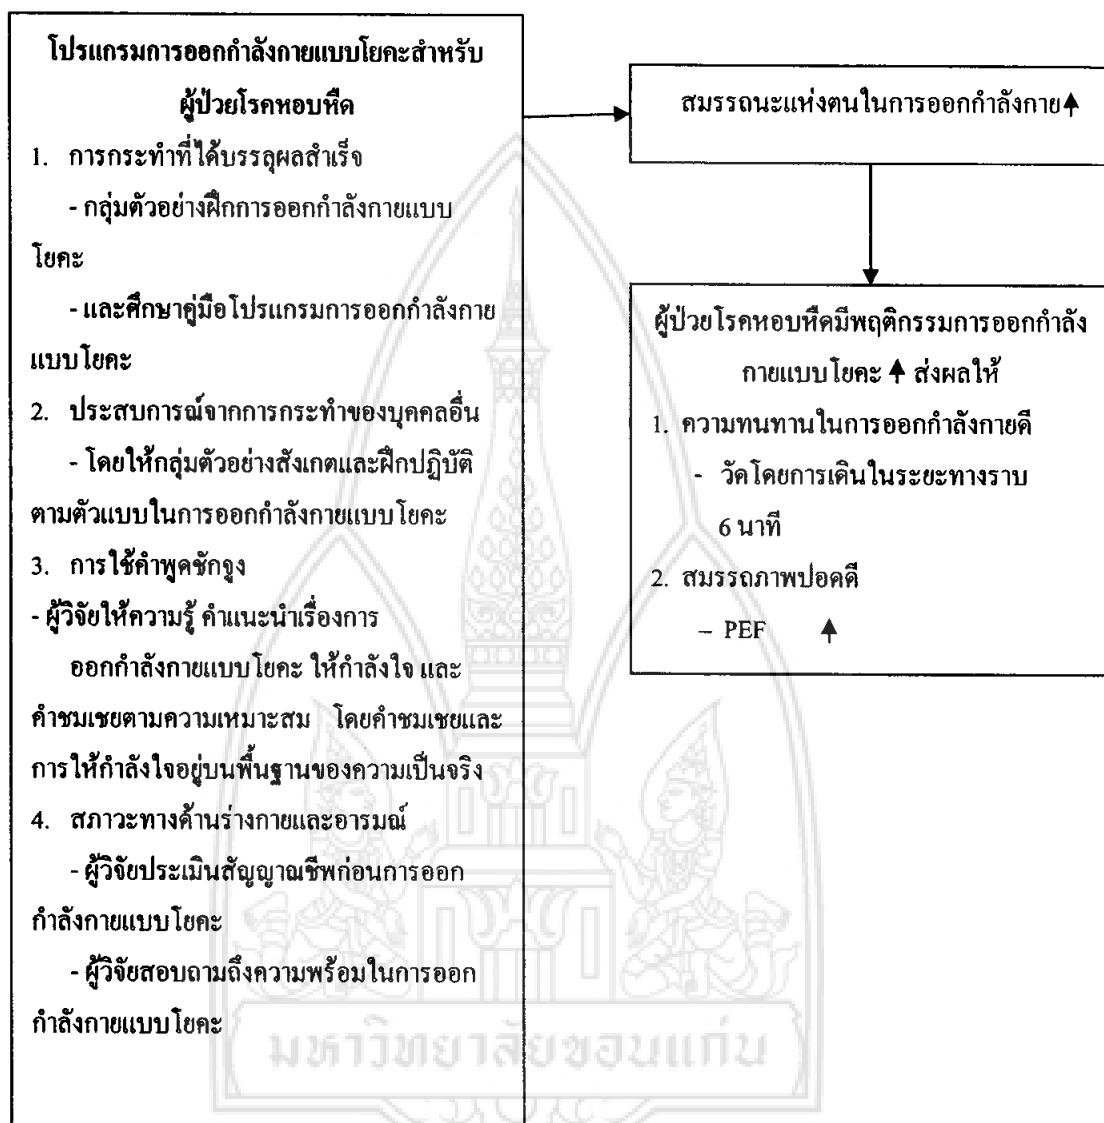 โปรแกรมการออกกำลังกายแบบโยคะสำหรับ
ผู้ป่วยโรคหอบหืด
1. การกระทำที่ได้บรรลุผลสำเร็จ
- กลุ่มตัวอย่างฝึกการออกกำลังกายแบบ
โยคะ
- และศึกษาคู่มือโปรแกรมการออกกำลังกาย
แบบโยคะ
2. ประสบการณ์จากการกระทำของบุคคลอื่น
- โดยให้กลุ่มตัวอย่างสังเกตและฝึกปฏิบัติ
ตามตัวแบบในการออกกำลังกายแบบโยคะ
3. การใช้คำพูดชักจูง
- ผู้วิจัยให้ความรู้ คำแนะนำเรื่องการ
ออกกำลังกายแบบโยคะ ให้กำลังใจ และ
คำชมเชยตามความเหมาะสม โดยคำชมเชยและ
การให้กำลังใจอยู่บนพื้นฐานของความเป็นจริง
4. สภาวะทางด้านร่างกายและอารมณ์
- ผู้วิจัยประเมินสัญญาณชีพก่อนการออก
กำลังกายแบบโยคะ
- ผู้วิจัยสอบถามถึงความพร้อมในการออก
กำลังกายแบบโยคะ
สมรรถนะแห่งตนในการออกกำลังกาย↑
ผู้ป่วยโรคหอบหืดมีพฤติกรรมการออกกำลัง
กายแบบโยคะ ↑ ส่งผลให้
1. ความทนทานในการออกกำลังกายดี
- วัดโดยการเดินในระยะทางราบ
6 นาที
2. สมรรถภาพปอดดี
– PEF ↑
มหาวิทยาลัยขอนแก่น